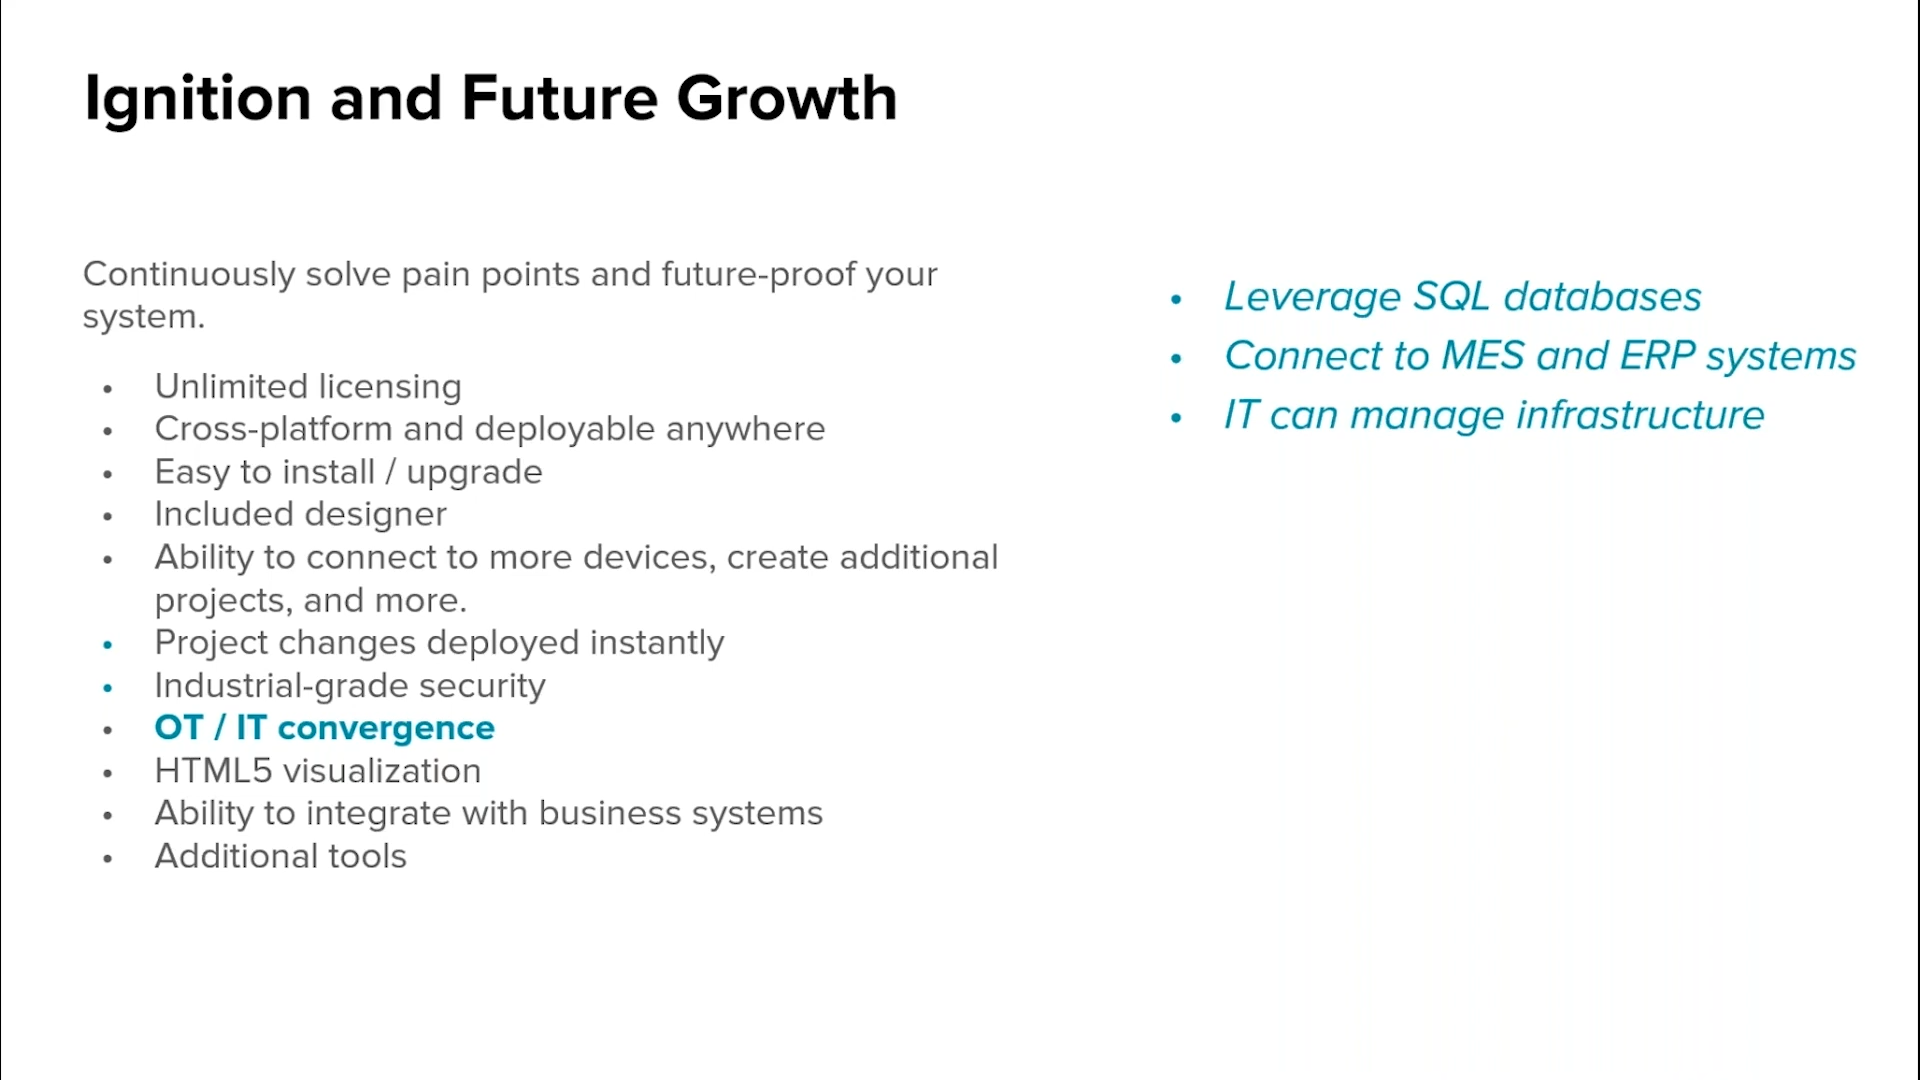 Ignition and Future Growth
Continuously solve pain points and future-proof your
system.
• Unlimited licensing
• Cross-platform and deployable anywhere
• Easy to install / upgrade
• Included designer
• Ability to connect to more devices, create additional
projects, and more.
• Project changes deployed instantly
• Industrial-grade security
• OT / IT convergence
• HTML5 visualization
• Ability to integrate with business systems
• Additional tools
• Leverage SQL databases
• Connect to MES and ERP systems
• IT can manage infrastructure